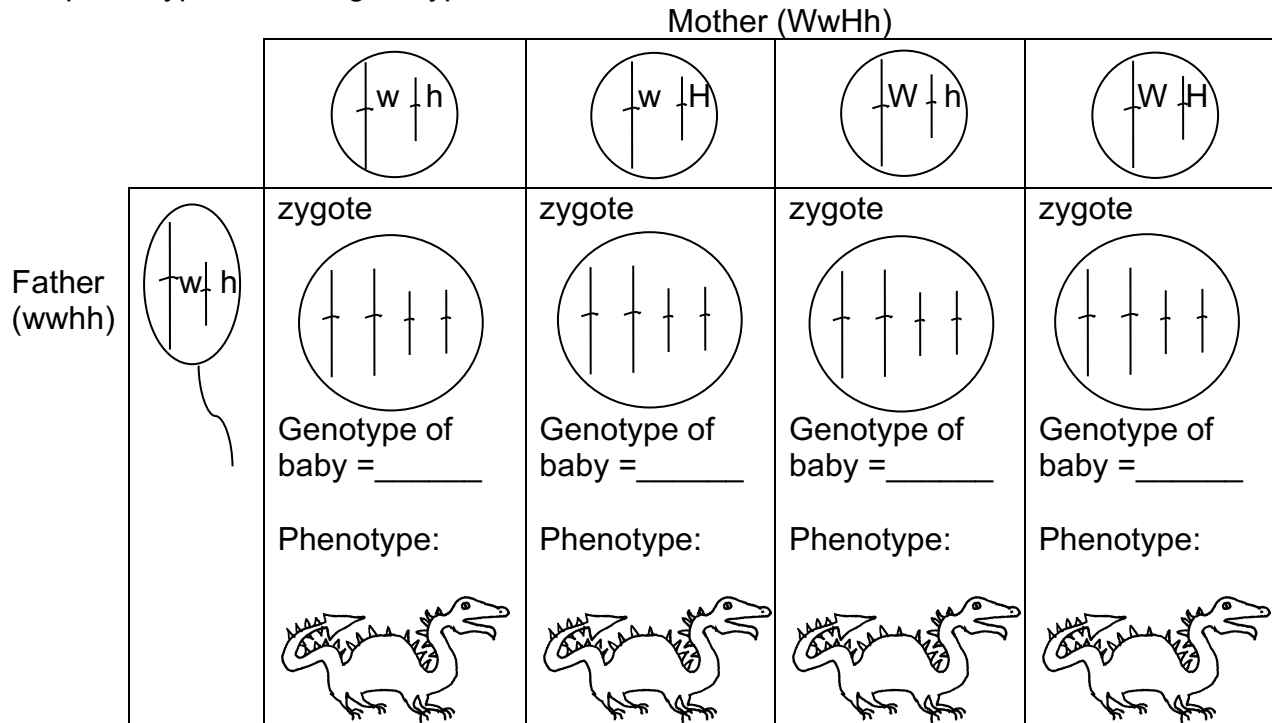 Mother (WwHh)
w h
w H
W h
W H
Father
(wwhh)
w h
zygote
zygote
zygote
zygote
Genotype of
baby =______
Genotype of
baby =______
Genotype of
baby =______
Genotype of
baby =______
Phenotype:
Phenotype:
Phenotype:
Phenotype: